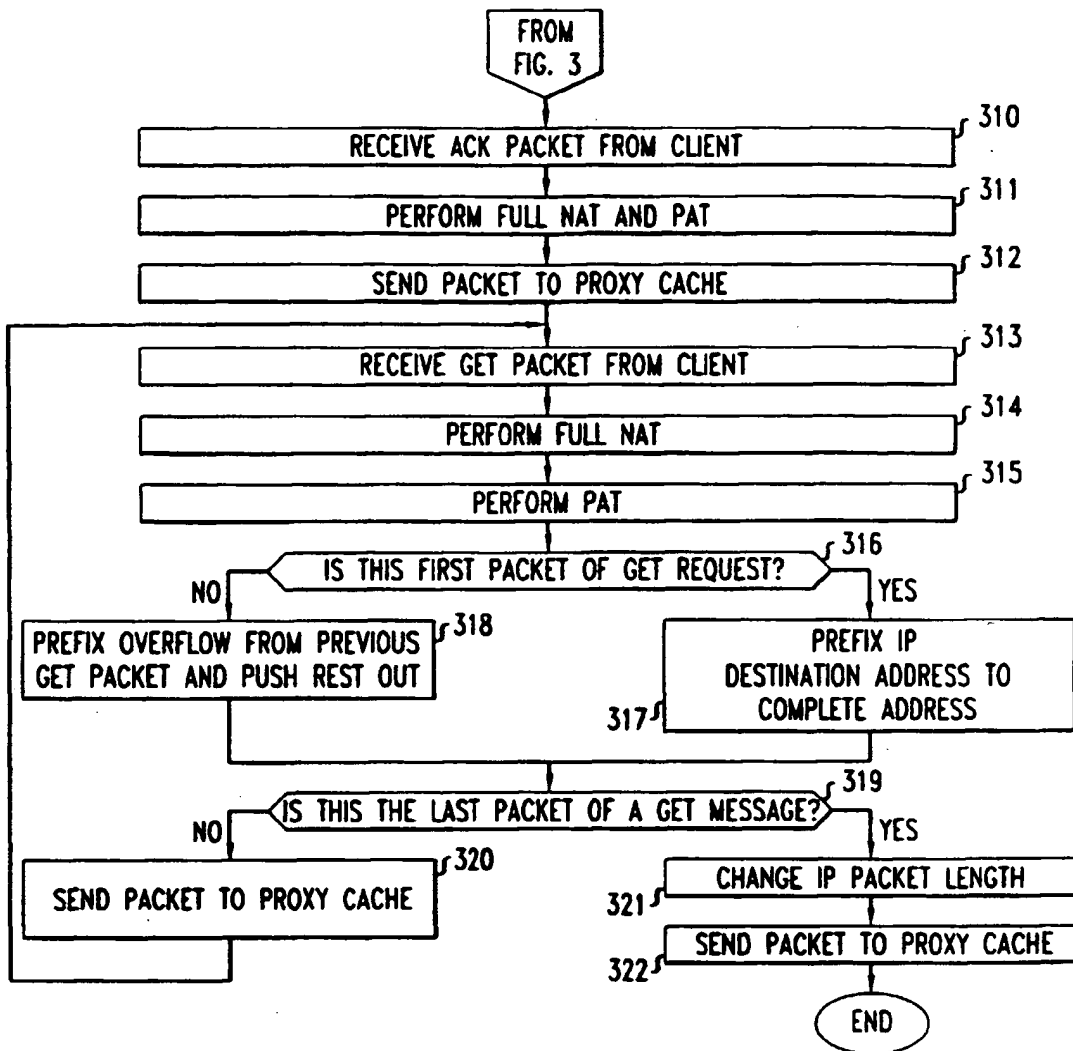 FROM
FIG. 3
310
RECEIVE ACK PACKET FROM CLIENT
311
PERFORM FULL NAT AND PAT
312
SEND PACKET TO PROXY CACHE
313
RECEIVE GET PACKET FROM CLIENT
314
PERFORM FULL NAT
315
PERFORM PAT
316
IS THIS FIRST PACKET OF GET REQUEST?
NO
YES
318
PREFIX OVERFLOW FROM PREVIOUS
GET PACKET AND PUSH REST OUT
PREFIX IP
DESTINATION ADDRESS TO
COMPLETE ADDRESS
317
319
IS THIS THE LAST PACKET OF A GET MESSAGE?
NO
YES
320
SEND PACKET TO PROXY CACHE
CHANGE IP PACKET LENGTH
321
SEND PACKET TO PROXY CACHE
322
END